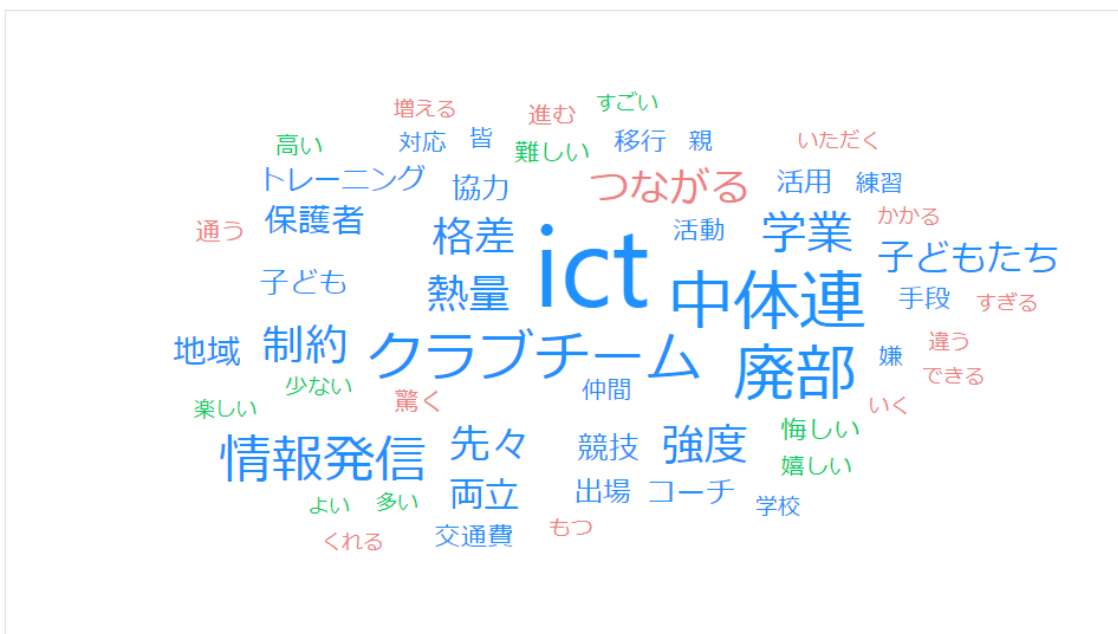 すごい
増える 進む
高い 対応 皆 難しい 移行 親 いただく
トレーニング 協力 つながる 活用 練習
通う 保護者 格差 ict 活動 学業 かかる
子ども 熱量 中体連 子どもたち
手段 すぎる
地域 制約 クラブチーム 廃部 嫌 違う
少ない 仲間 できる
楽しい 驚く いく
情報発信 先々 競技 強度 悔しい
両立 出場 コーチ 嬉しい
よい 多い 学校
くれる 交通費 もつ